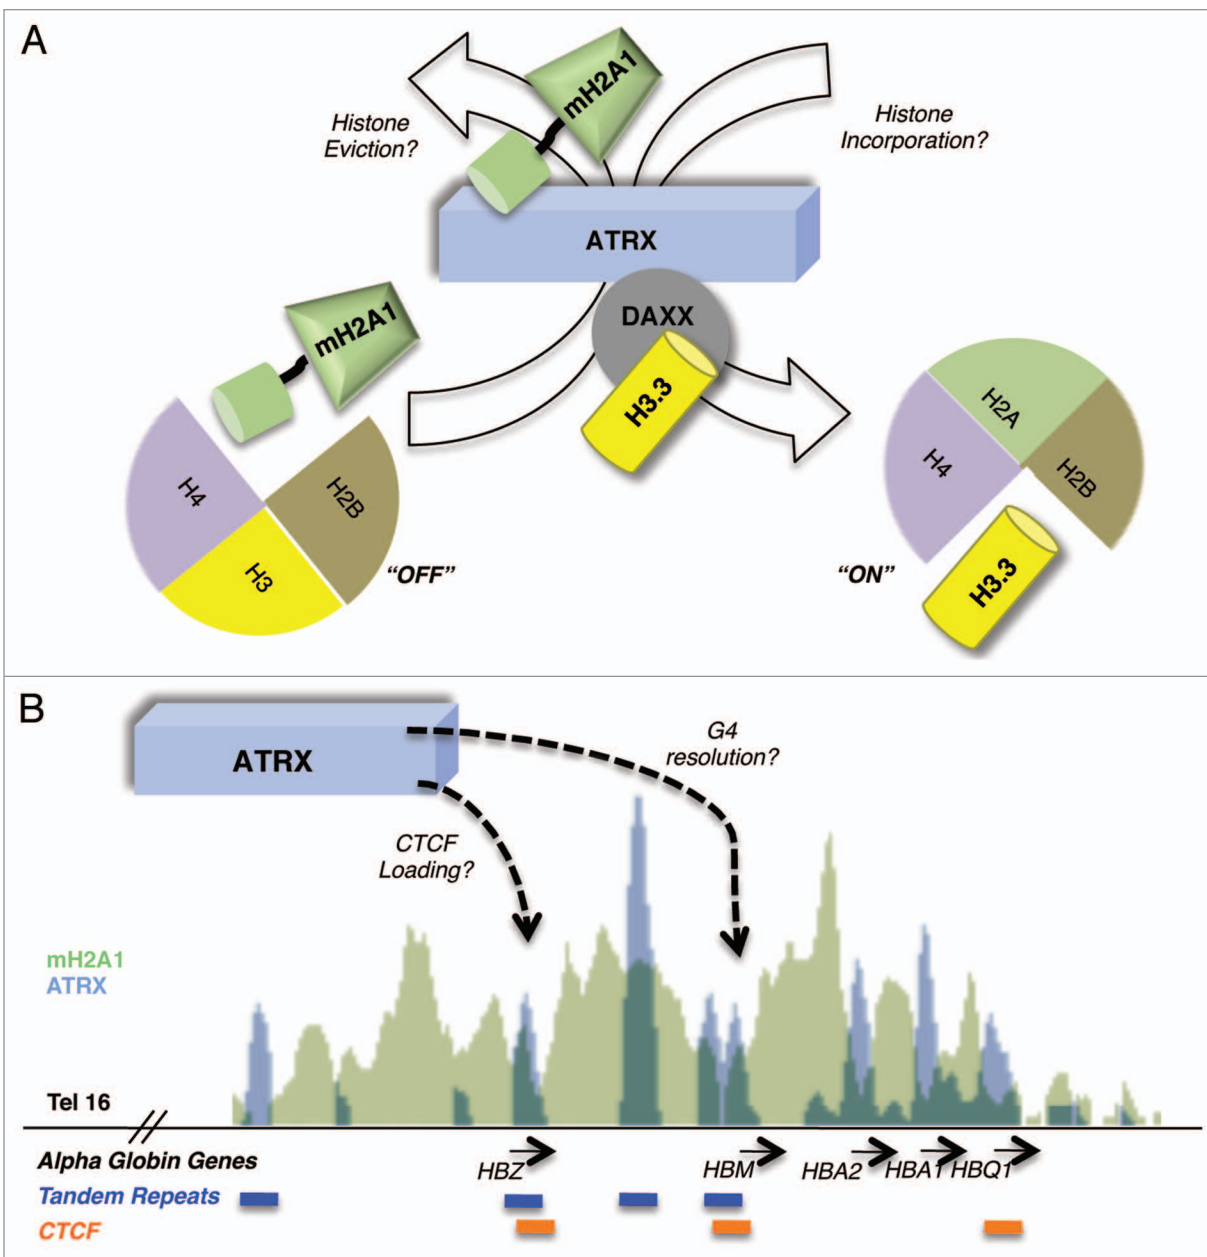 A
mH2A1
Histone
Eviction?
Histone
Incorporation?
ATRX
DAXX
H3.3
mH2A1
H4
H2B
H3
"OFF"
H2A
H4
H2B
"ON"
H3.3
B
ATRX
G4
resolution?
CTCF
Loading?
mH2A1
ATRX
Tel 16
Alpha Globin Genes
HBZ HBM HBA2 HBA1 HBQ1
Tandem Repeats
CTCF